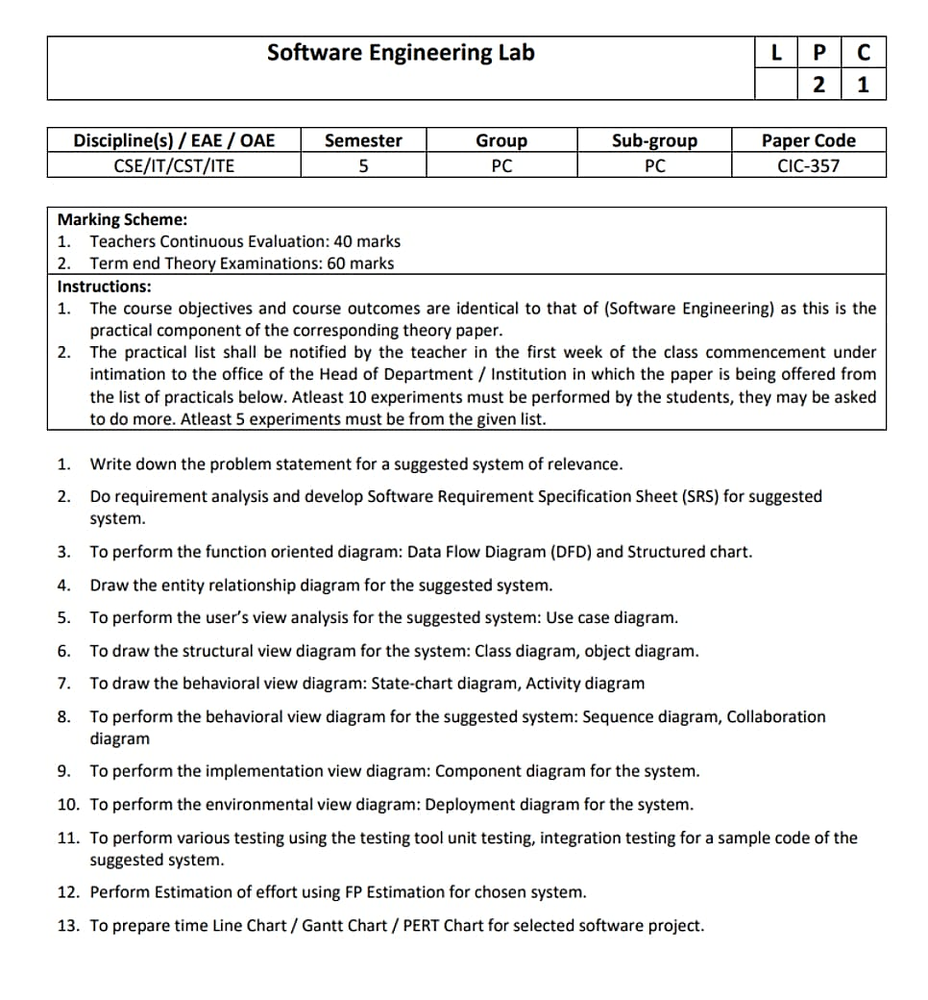 Software Engineering Lab L P C
2 1
Discipline(s) / EAE / OAE Semester Group Sub-group Paper Code
CSE/IT/CST/ITE 5 PC PC CIC-357
Marking Scheme:
1. Teachers Continuous Evaluation: 40 marks
2. Term end Theory Examinations: 60 marks
Instructions:
1. The course objectives and course outcomes are identical to that of (Software Engineering) as this is the
practical component of the corresponding theory paper.
2. The practical list shall be notified by the teacher in the first week of the class commencement under
intimation to the office of the Head of Department / Institution in which the paper is being offered from
the list of practicals below. Atleast 10 experiments must be performed by the students, they may be asked
to do more. Atleast 5 experiments must be from the given list.
1. Write down the problem statement for a suggested system of relevance.
2. Do requirement analysis and develop Software Requirement Specification Sheet (SRS) for suggested
system.
3. To perform the function oriented diagram: Data Flow Diagram (DFD) and Structured chart.
4. Draw the entity relationship diagram for the suggested system.
5. To perform the user’s view analysis for the suggested system: Use case diagram.
6. To draw the structural view diagram for the system: Class diagram, object diagram.
7. To draw the behavioral view diagram: State-chart diagram, Activity diagram
8. To perform the behavioral view diagram for the suggested system: Sequence diagram, Collaboration
diagram
9. To perform the implementation view diagram: Component diagram for the system.
10. To perform the environmental view diagram: Deployment diagram for the system.
11. To perform various testing using the testing tool unit testing, integration testing for a sample code of the
suggested system.
12. Perform Estimation of effort using FP Estimation for chosen system.
13. To prepare time Line Chart / Gantt Chart / PERT Chart for selected software project.